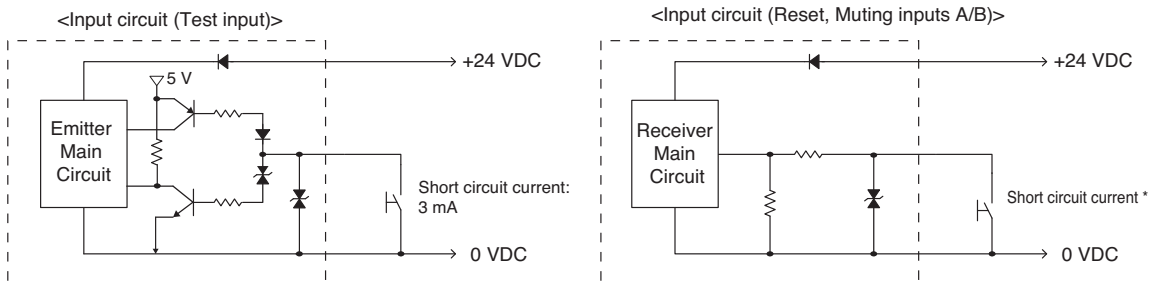 <Input circuit (Test input)>
+24 VDC
5 V
Emitter
Main
Circuit
Short circuit current:
3 mA
0 VDC
<Input circuit (Reset, Muting inputs A/B)>
+24 VDC
Receiver
Main
Circuit
Short circuit current *
0 VDC